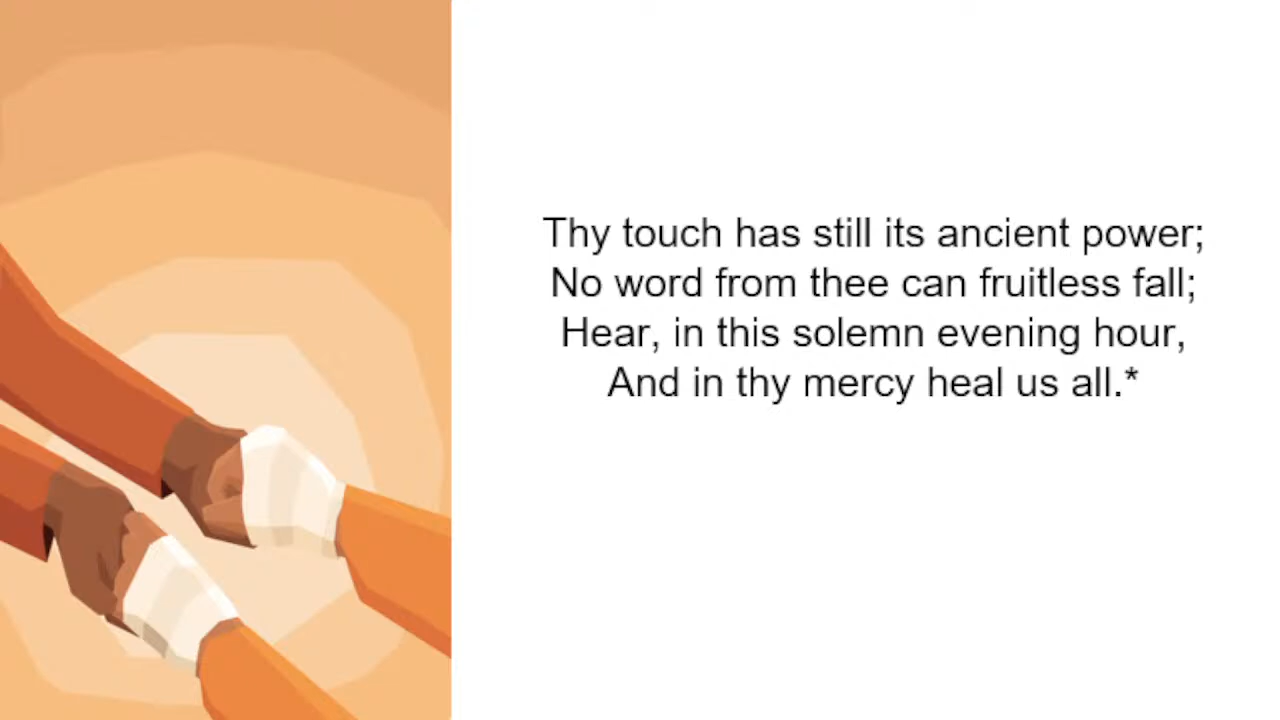 Thy touch has still its ancient power;
No word from thee can fruitless fall;
Hear, in this solemn evening hour,
And in thy mercy heal us all.*